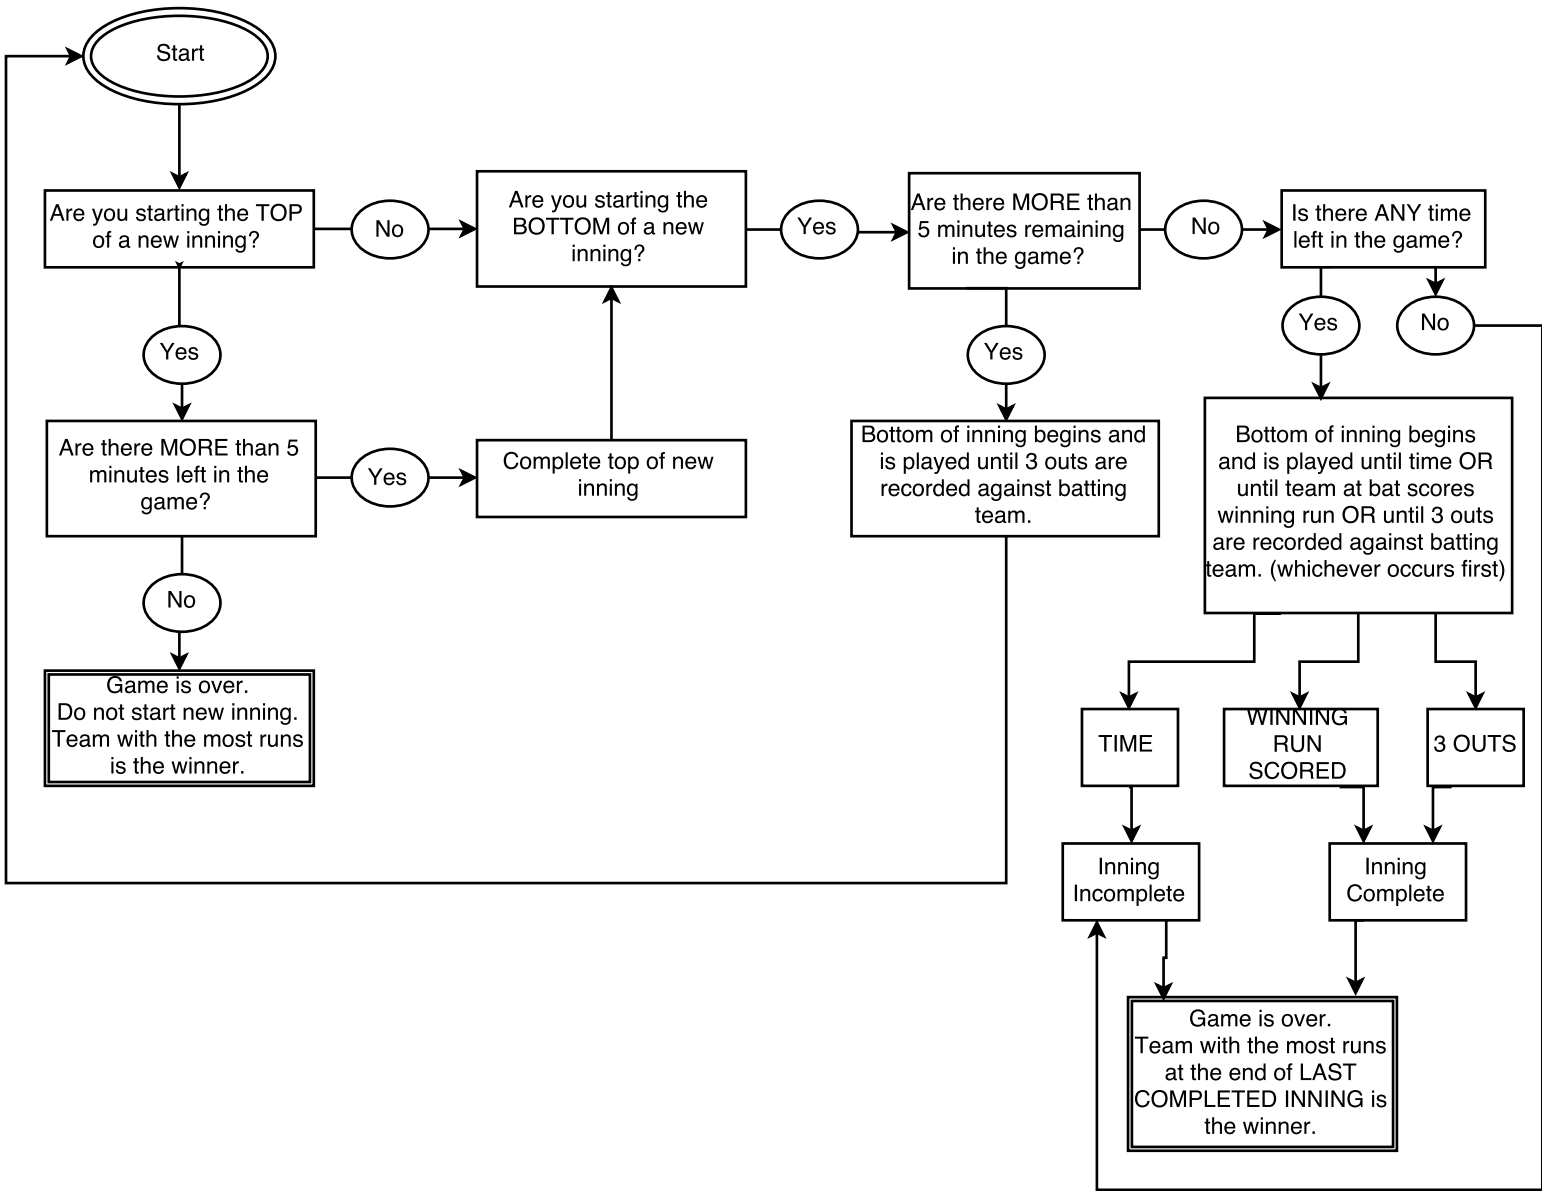 Start
Are you starting the TOP
of a new inning?
No
Are you starting the
BOTTOM of a new
inning?
Yes
Are there MORE than
5 minutes remaining
in the game?
No
Is there ANY time
left in the game?
Yes
Yes
Yes
No
Are there MORE than 5
minutes left in the
game?
Yes
Complete top of new
inning
Bottom of inning begins and
is played until 3 outs are
recorded against batting
team.
Bottom of inning begins
and is played until time OR
until team at bat scores
winning run OR until 3 outs
are recorded against batting
team. (whichever occurs first)
No
Game is over.
Do not start new inning.
Team with the most runs
is the winner.
TIME
WINNING
RUN
SCORED
3 OUTS
Inning
Incomplete
Inning
Complete
Game is over.
Team with the most runs
at the end of LAST
COMPLETED INNING is
the winner.